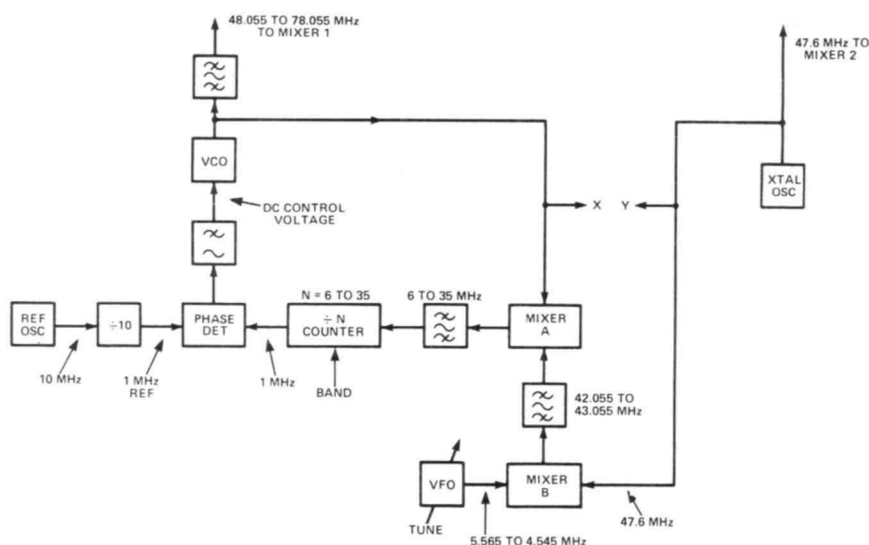 48.055 TO 78.055 MHz
TO MIXER 1
47.6 MHz TO
MIXER 2
VCO
XTAL
OSC
DC CONTROL
VOLTAGE
X Y
N = 6 TO 35
6 TO 35 MHz
REF
OSC
÷10
PHASE
DET
÷ N
COUNTER
MIXER
A
10 MHz
1 MHz
REF
1 MHz
BAND
42.055 TO
43.055 MHz
VFO
MIXER
B
TUNE
47.6 MHz
5.565 TO 4.545 MHz